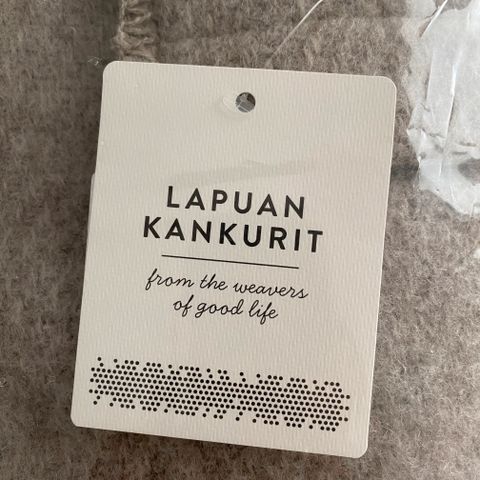 LAPUAN
KANKURIT
from the weavers
of good life